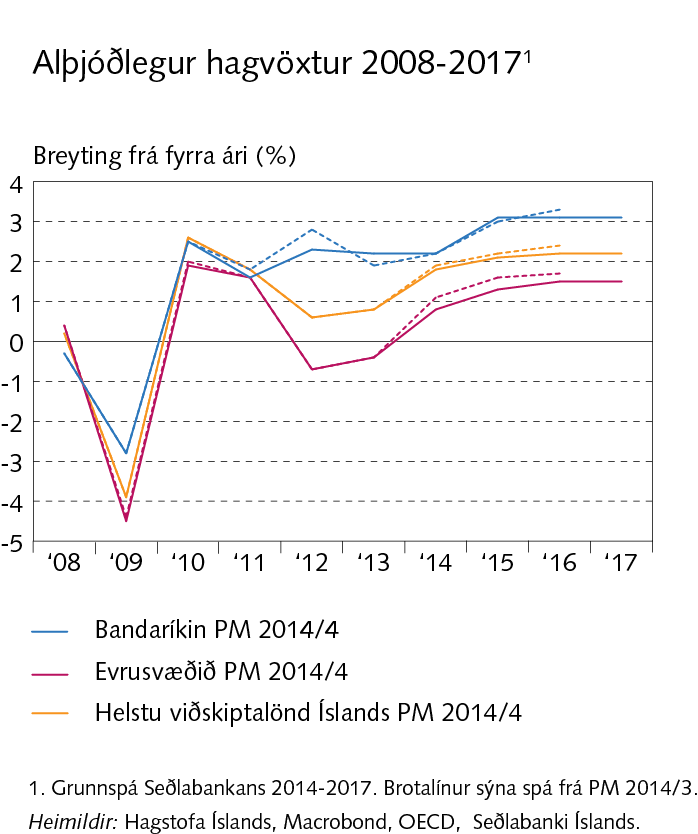 Alþjóðlegur hagvöxtur 2008-2017¹
Breyting frá fyrra ári (%)
4
3
2
1
0
-1
-2
-3
-4
-5
‘08 ‘09 ‘10 ‘11 ‘12 ‘13 ‘14 ‘15 ‘16 ‘17
Bandaríkin PM 2014/4
Evrusvæðið PM 2014/4
Helstu viðskiptalönd Íslands PM 2014/4
1. Grunnspá Seðlabankans 2014-2017. Brotalínur sýna spá frá PM 2014/3.
Heimildir: Hagstofa Íslands, Macrobond, OECD, Seðlabanki Íslands.